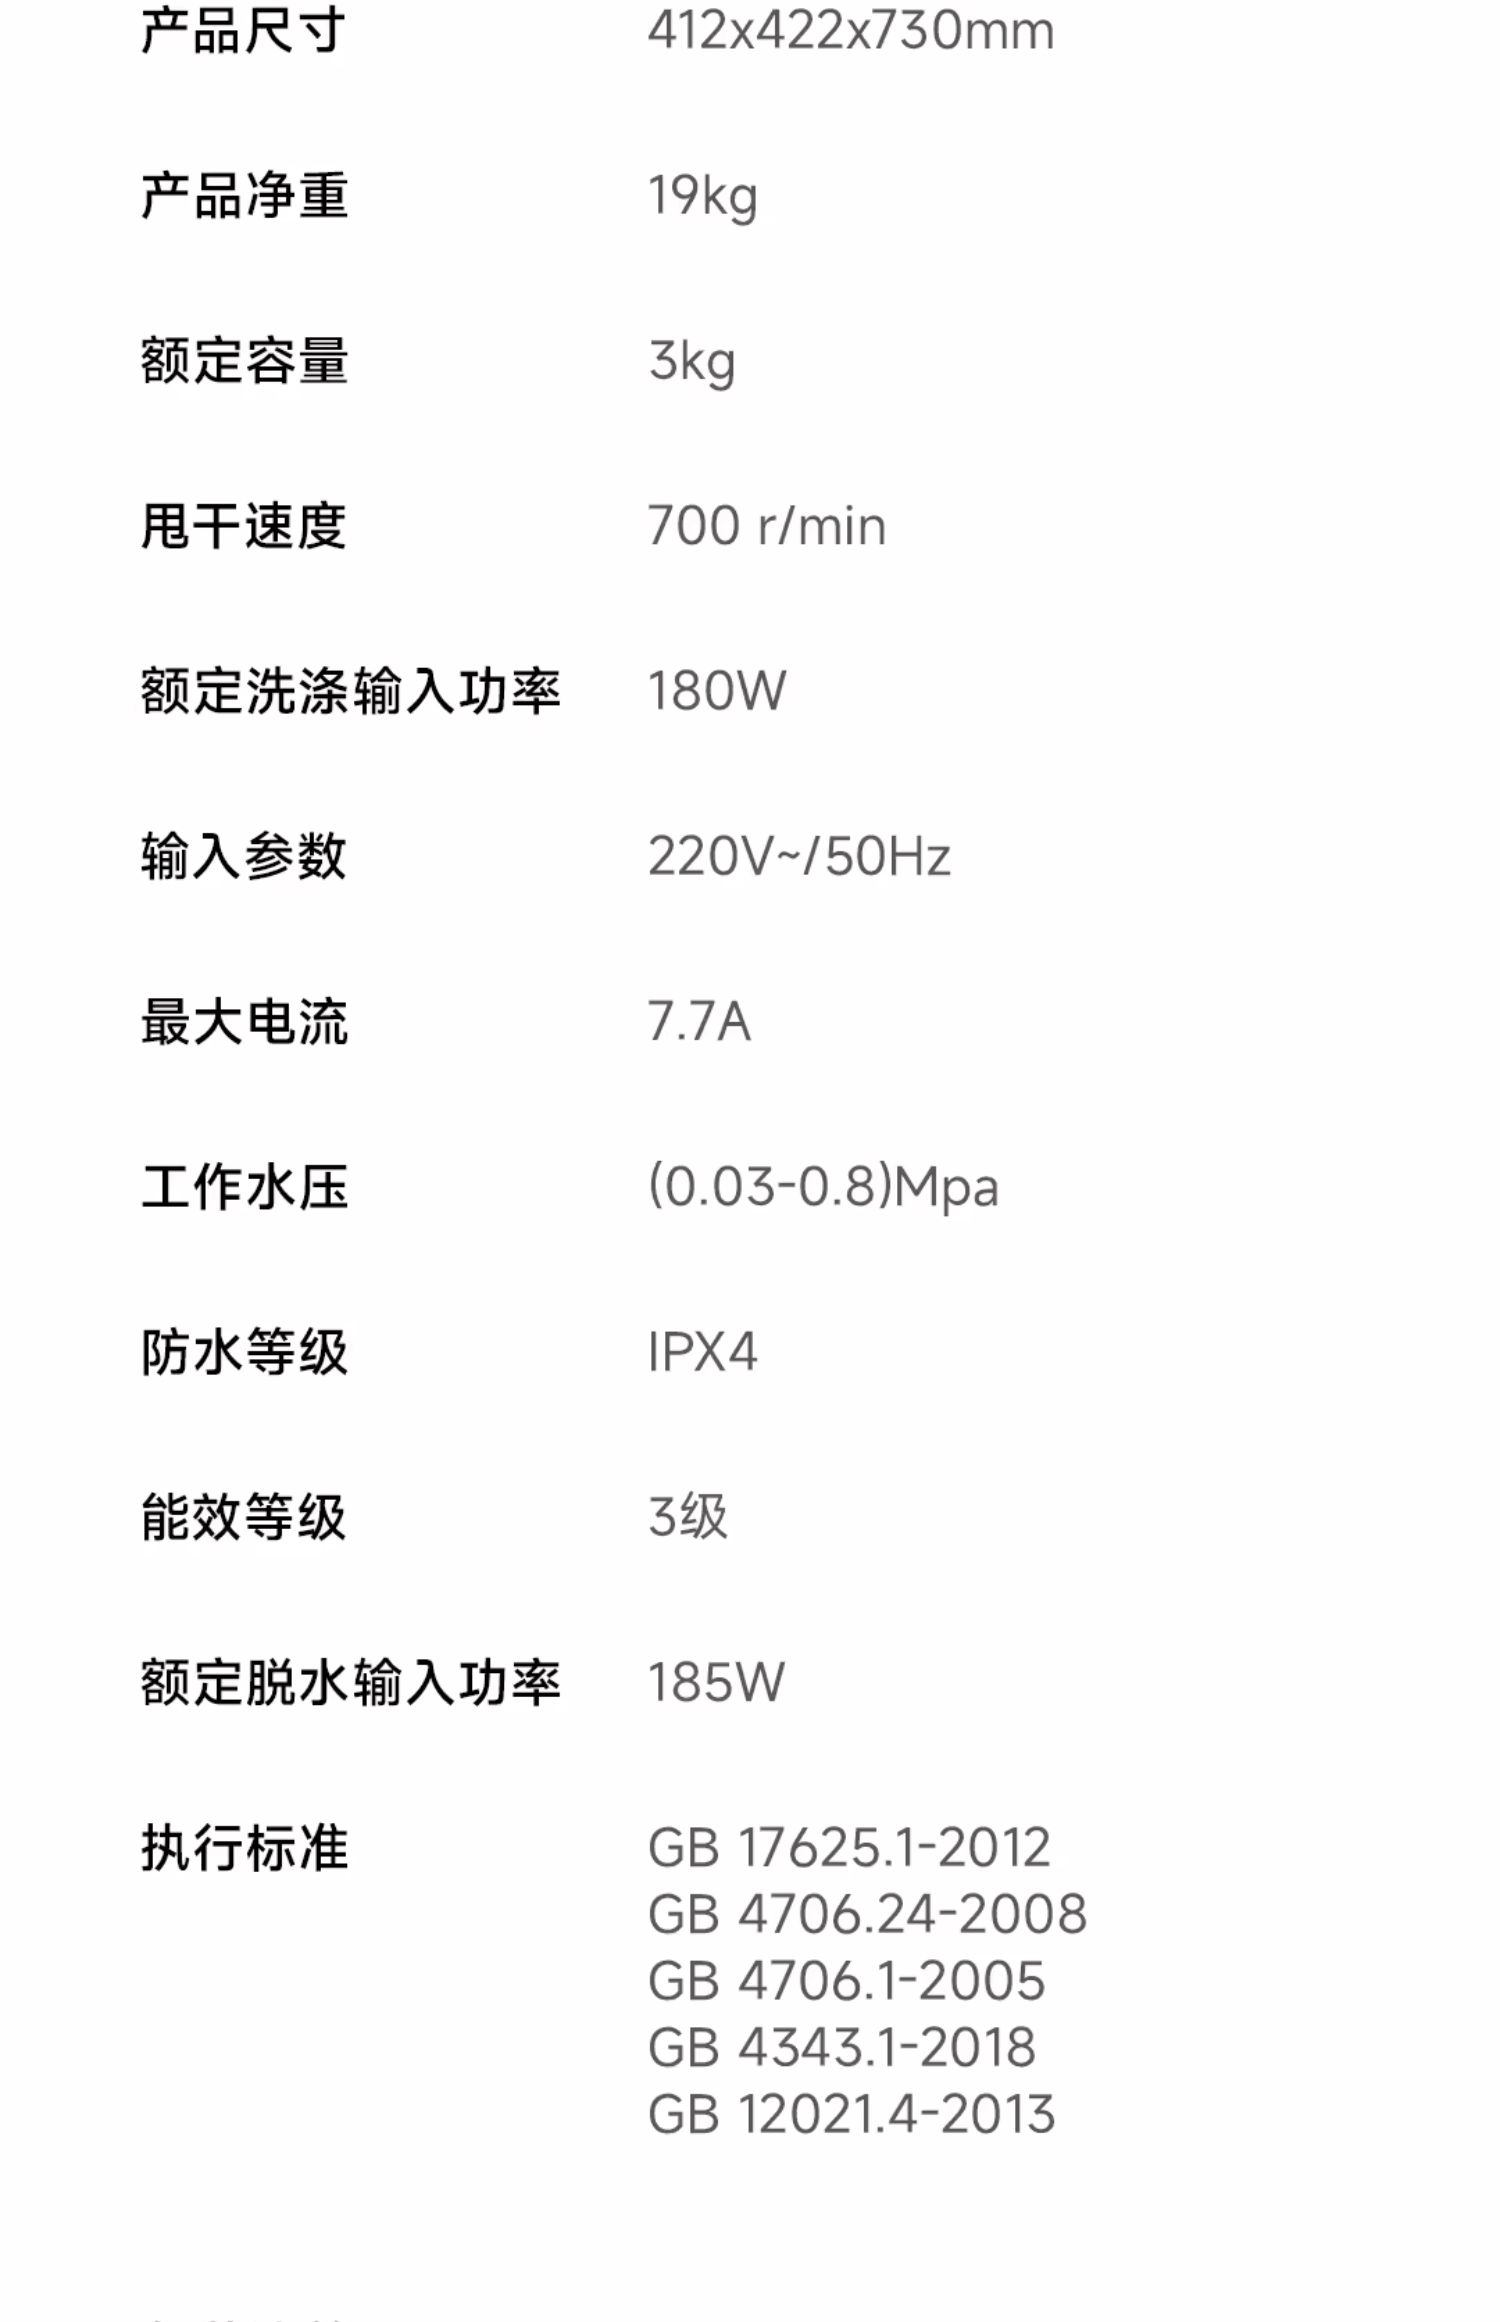 产品尺寸 412x422x730mm
产品净重 19kg
额定容量 3kg
甩干速度 700 r/min
额定洗涤输入功率 180W
输入参数 220V~/50Hz
最大电流 7.7A
工作水压 (0.03-0.8)Mpa
防水等级 IPX4
能效等级 3级
额定脱水输入功率 185W
执行标准 GB 17625.1-2012
GB 4706.24-2008
GB 4706.1-2005
GB 4343.1-2018
GB 12021.4-2013